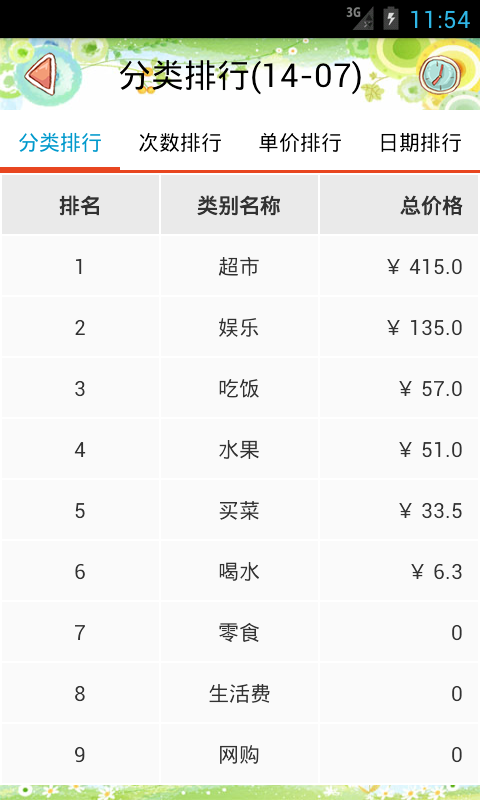 3G 11:54
分类排行(14-07)
分类排行 次数排行 单价排行 日期排行
排名 类别名称 总价格
1 超市 ￥ 415.0
2 娱乐 ￥ 135.0
3 吃饭 ￥ 57.0
4 水果 ￥ 51.0
5 买菜 ￥ 33.5
6 喝水 ￥ 6.3
7 零食 0
8 生活费 0
9 网购 0